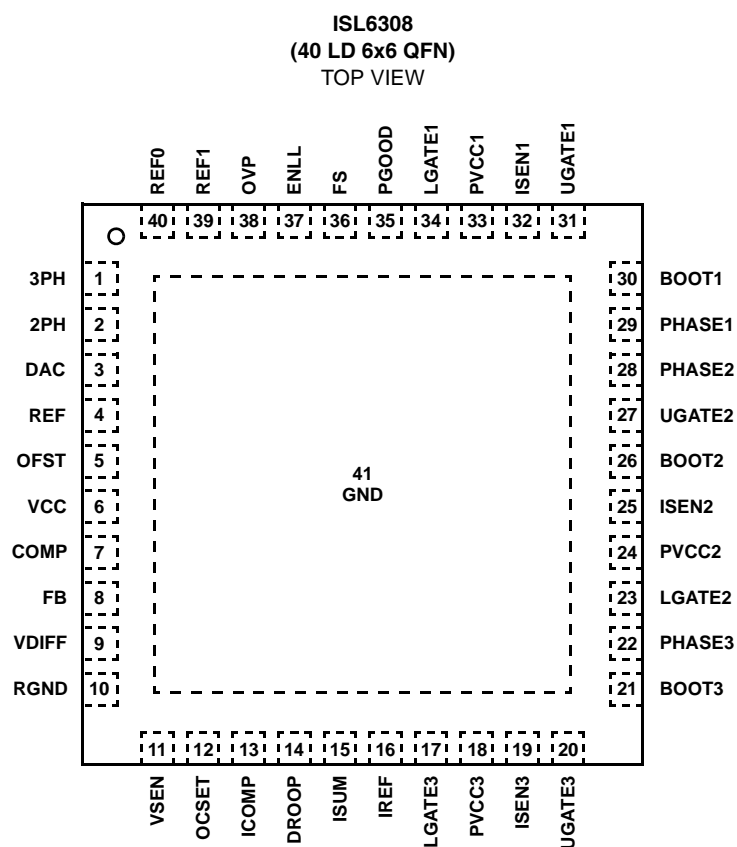 ISL6308
(40 LD 6x6 QFN)
TOP VIEW
REF0 REF1 OVP ENLL FS PGOOD LGATE1 PVCC1 ISEN1 UGATE1
40 39 38 37 36 35 34 33 32 31
3PH 1 30 BOOT1
2PH 2 29 PHASE1
DAC 3 28 PHASE2
REF 4 27 UGATE2
OFST 5 26 BOOT2
41
GND
VCC 6 25 ISEN2
COMP 7 24 PVCC2
FB 8 23 LGATE2
VDIFF 9 22 PHASE3
RGND 10 21 BOOT3
11 12 13 14 15 16 17 18 19 20
VSEN OCSET ICOMP DROOP ISUM IREF LGATE3 PVCC3 ISEN3 UGATE3